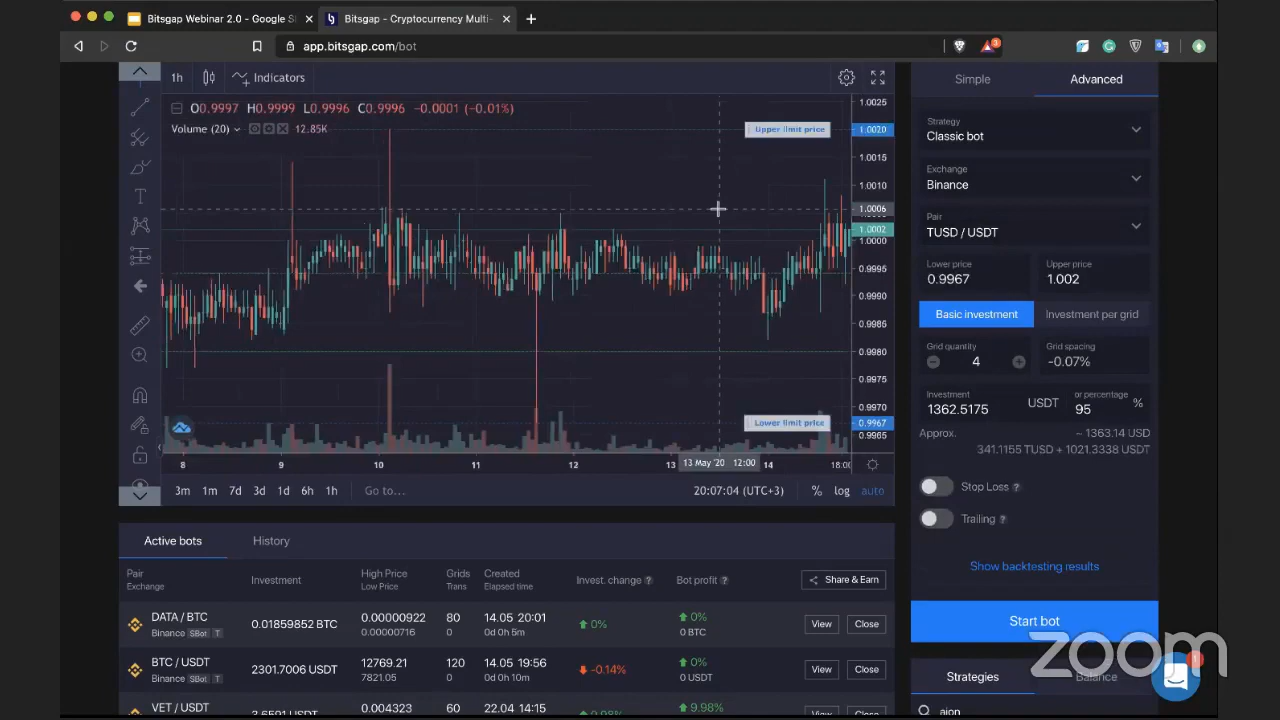 Bitsgap Webinar 2.0 - Google Sl
Bitsgap - Cryptocurrency Multi-
app.bitsgap.com/bot
3
1h
Indicators
O0.9997 H0.9999 L0.9996 C0.9996 -0.0001 (-0.01%)
Volume (20) 12.85K
Upper limit price
Lower limit price
1.0025
1.0020
1.0015
1.0010
1.0006
1.0002
1.0000
0.9995
0.9990
0.9985
0.9980
0.9975
0.9970
0.9967
0.9965
8 9 10 11 12 13 13 May '20 12:00 14 18:00
3m 1m 7d 3d 1d 6h 1h Go to... 20:07:04 (UTC+3) % log auto
Simple Advanced
Strategy
Classic bot
Exchange
Binance
Pair
TUSD / USDT
Lower price Upper price
0.9967 1.002
Basic investment Investment per grid
Grid quantity Grid spacing
4 -0.07%
Investment or percentage
1362.5175 USDT 95 %
Approx. ~ 1363.14 USD
341.1155 TUSD + 1021.3338 USDT
Stop Loss ?
Trailing ?
Show backtesting results
Start bot
Strategies Balance
aion
Active bots History
Pair Investment High Price Grids Created Invest. change ? Bot profit ? Share & Earn
Exchange Low Price Trans Elapsed time
DATA / BTC 0.01859852 BTC 0.00000922 80 14.05 20:01 0% 0% View Close
Binance SBot T 0.00000716 0 0d 0h 5m 0 BTC
BTC / USDT 2301.7006 USDT 12769.21 120 14.05 19:56 -0.14% 0% View Close
Binance SBot T 7821.05 0 0d 0h 10m 0 USDT
VET / USDT 0.004323 60 22.04 14:15 9.98%
zoom
1